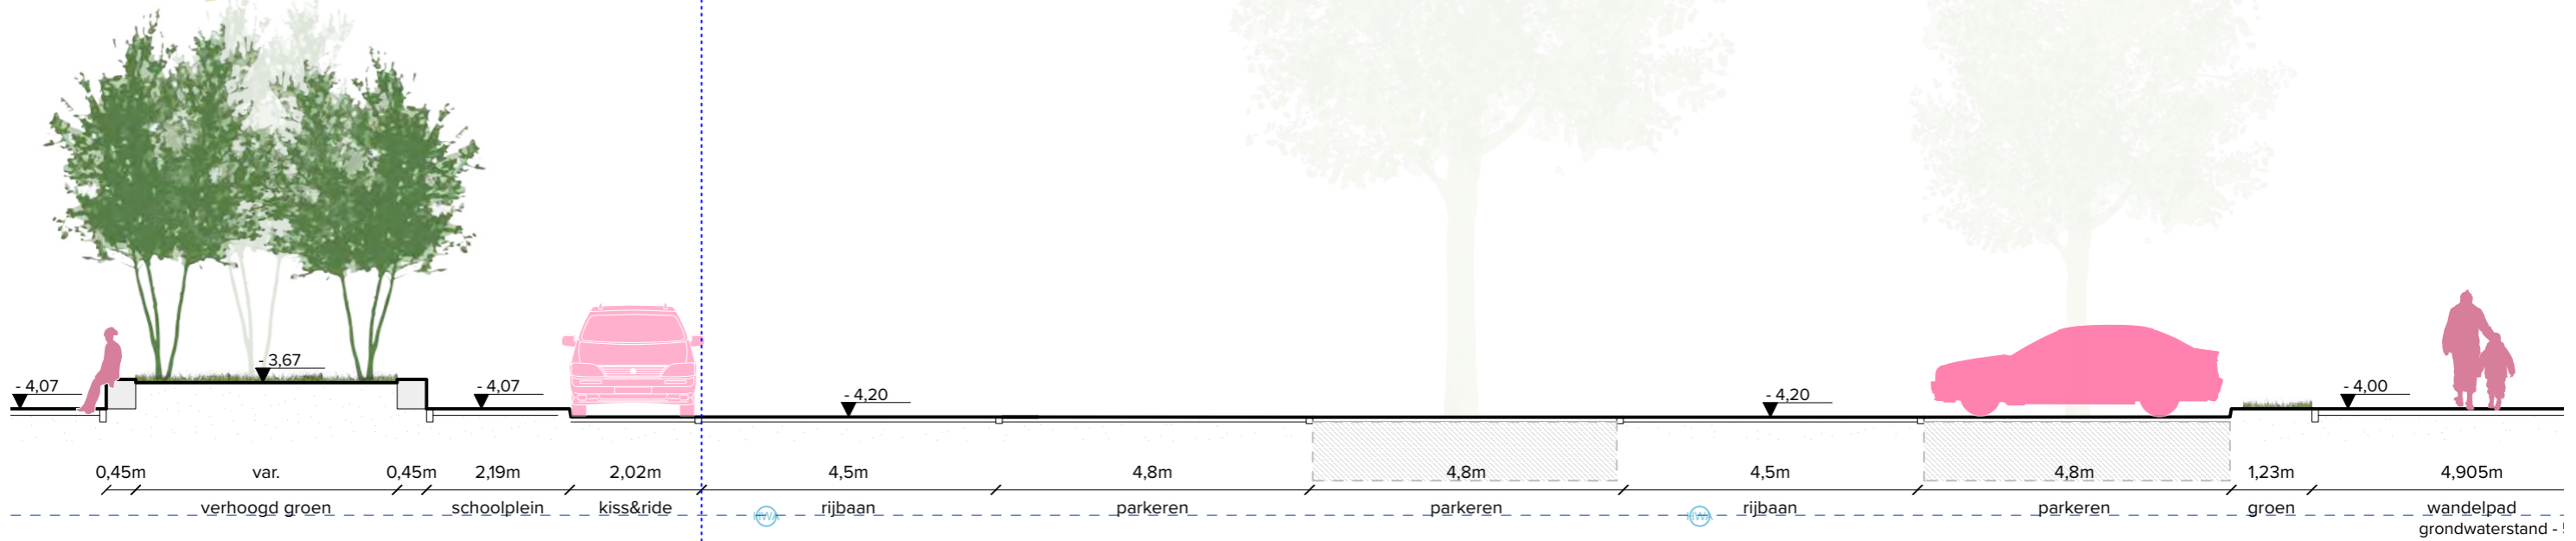 - 3,67
- 4,07
- 4,07
- 4,20
- 4,20
- 4,00
0,45m var. 0,45m 2,19m 2,02m 4,5m 4,8m 4,8m 4,5m 4,8m 1,23m 4,905m
verhoogd groen schoolplein kiss&ride rijbaan parkeren parkeren rijbaan parkeren groen wandelpad
HWA HWA
grondwaterstand -